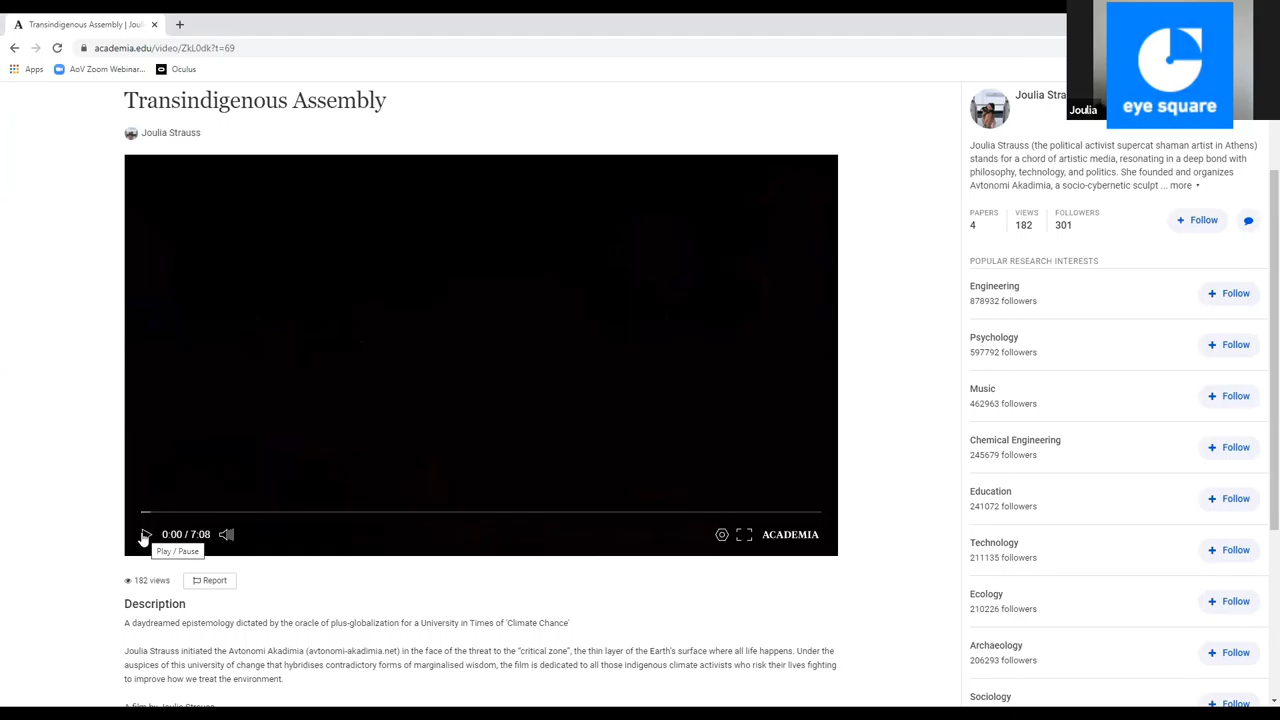 A Transindigenous Assembly | Joul
academia.edu/video/ZkL0dk?t=69
Apps AoV Zoom Webinar... Oculus
Transindigenous Assembly
Joulia Strauss
0:00 / 7:08
ACADEMIA
Play / Pause
182 views
Report
Description
A daydreamed epistemology dictated by the oracle of plus-globalization for a University in Times of 'Climate Chance'
Joulia Strauss initiated the Avtonomi Akadimia (avtonomi-akadimia.net) in the face of the threat to the “critical zone”, the thin layer of the Earth's surface where all life happens. Under the
auspices of this university of change that hybridises contradictory forms of marginalised wisdom, the film is dedicated to all those indigenous climate activists who risk their lives fighting
to improve how we treat the environment.
A film by Joulia Strauss
Joulia Stra
Joulia
eye square
Joulia Strauss (the political activist supercat shaman artist in Athens)
stands for a chord of artistic media, resonating in a deep bond with
philosophy, technology, and politics. She founded and organizes
Avtonomi Akadimia, a socio-cybernetic sculpt ... more
PAPERS VIEWS FOLLOWERS
4 182 301
+ Follow
POPULAR RESEARCH INTERESTS
Engineering
878932 followers
+ Follow
Psychology
597792 followers
+ Follow
Music
462963 followers
+ Follow
Chemical Engineering
245679 followers
+ Follow
Education
241072 followers
+ Follow
Technology
211135 followers
+ Follow
Ecology
210226 followers
+ Follow
Archaeology
206293 followers
+ Follow
Sociology
+ Follow